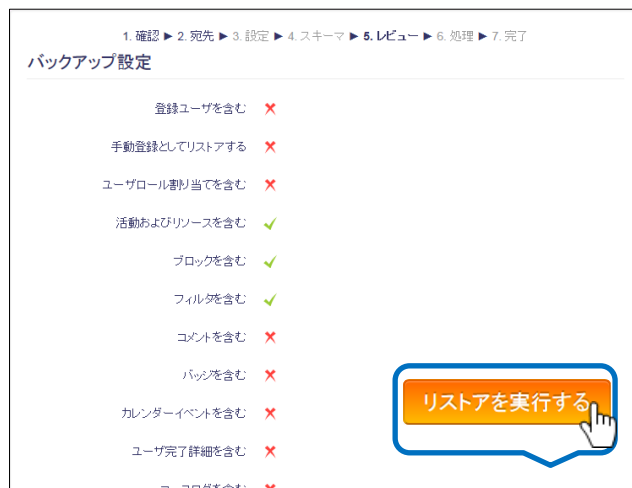 1. 確認 ► 2. 宛先 ► 3. 設定 ► 4. スキーマ ► 5. レビュー ► 6. 処理 ► 7. 完了
バックアップ設定
登録ユーザを含む
手動登録としてリストアする
ユーザロール割り当てを含む
活動およびリソースを含む
ブロックを含む
フィルタを含む
コメントを含む
バッジを含む
カレンダーイベントを含む
リストアを実行する
ユーザ完了詳細を含む